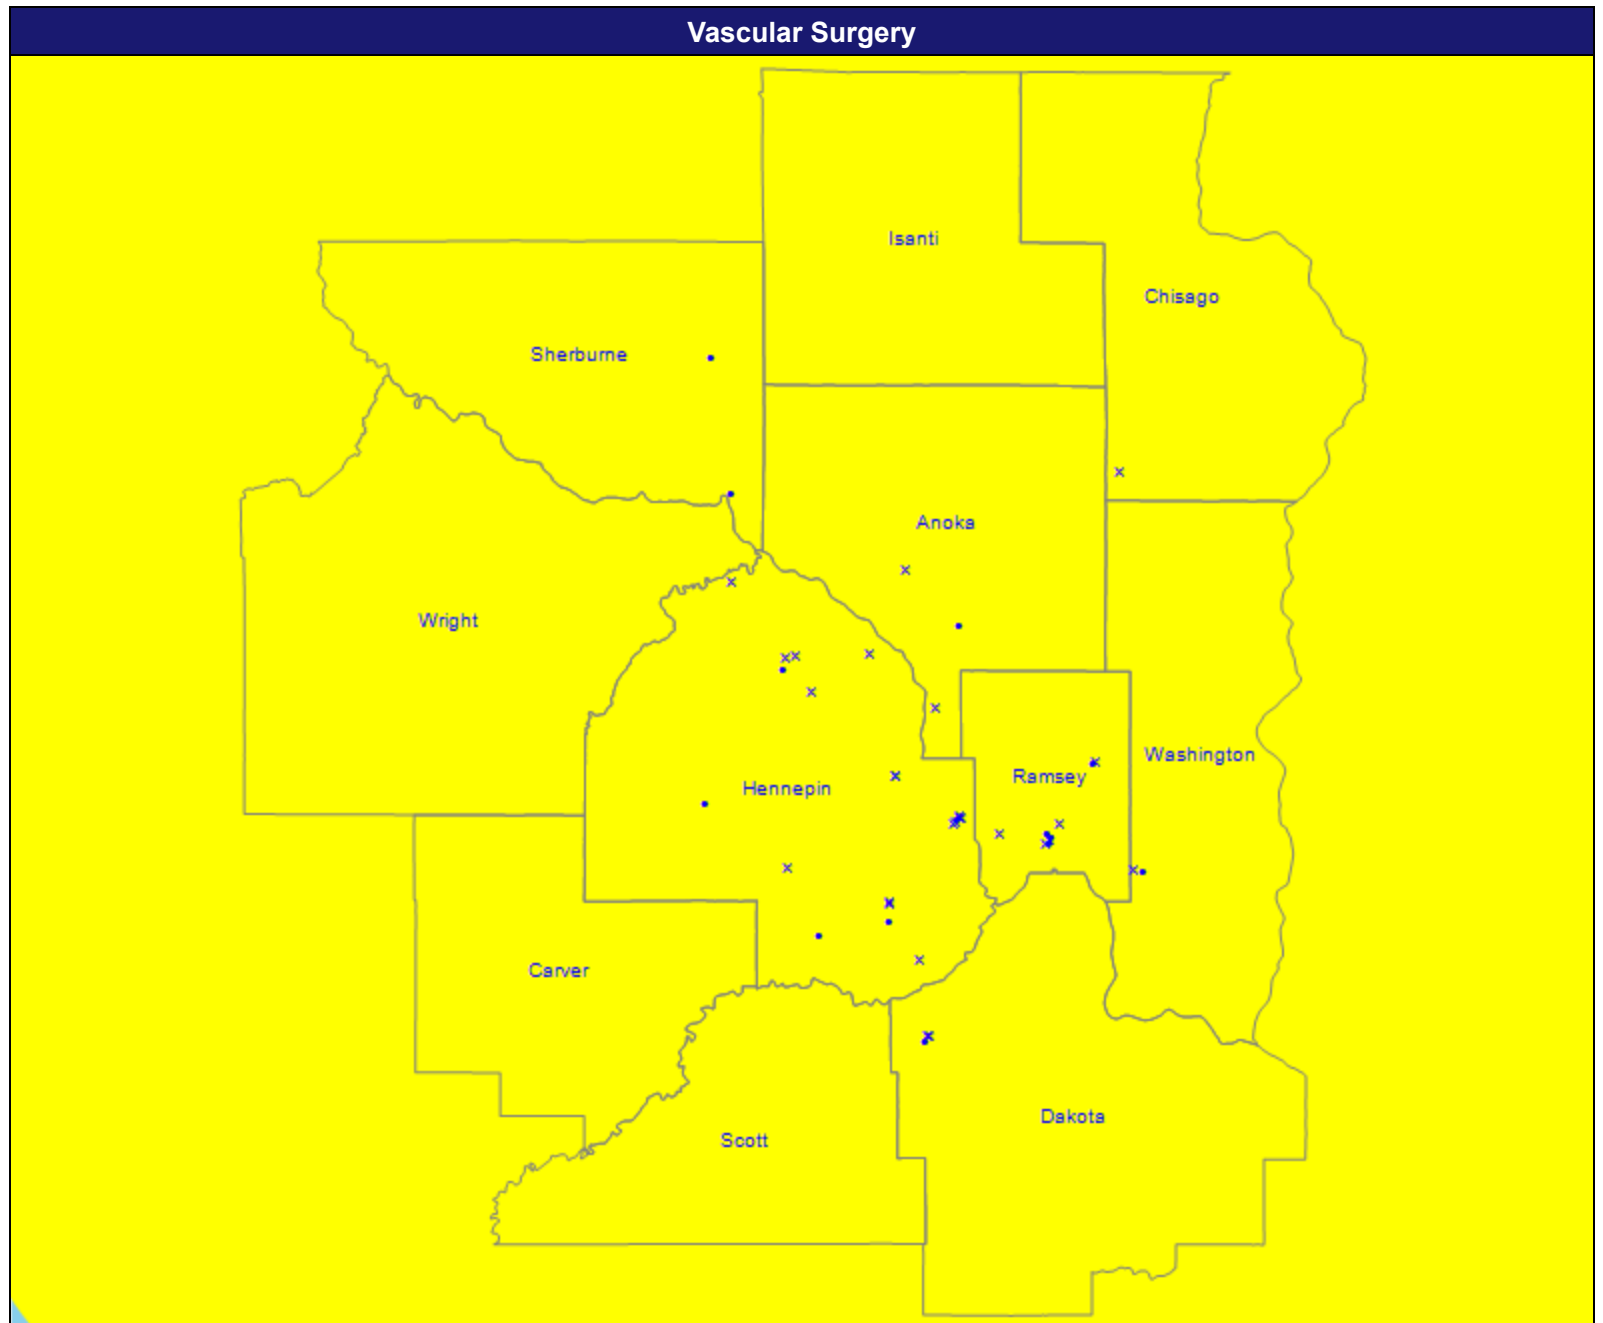 Vascular Surgery
Isanti
Chisago
Sherburne
Anoka
Wright
Washington
Ramsey
Hennepin
Carver
Dakota
Scott